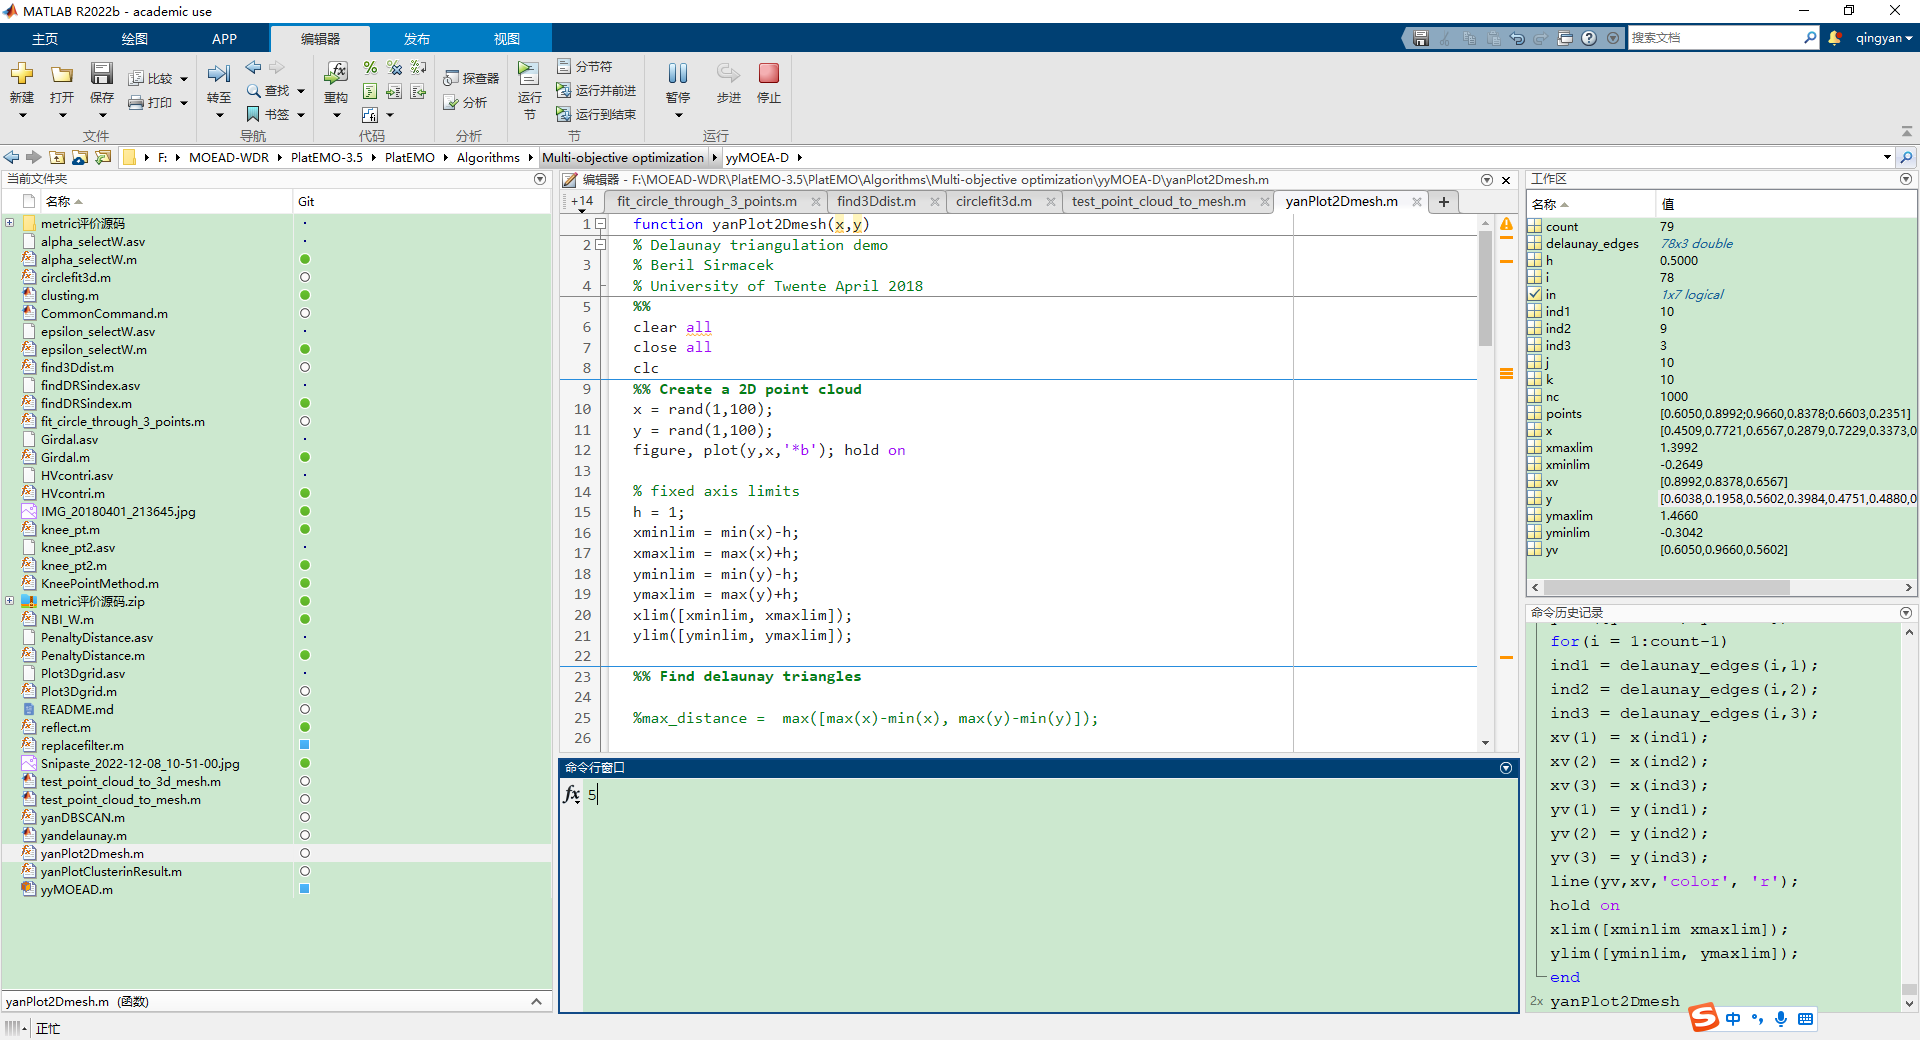 MATLAB R2022b - academic use
主页 绘图 APP 编辑器 发布 视图 搜索文档 qingyan
新建 打开 保存 比较 打印 转至 查找 书签 重构 探查器 分析 运行节 分节符 运行并前进 运行到结束 暂停 步进 停止
文件 导航 代码 分析 节 运行
F: MOEAD-WDR PlatEMO-3.5 PlatEMO Algorithms Multi-objective optimization yyMOEA-D
当前文件夹
名称 Git
metric评价源码
alpha_selectW.asv
alpha_selectW.m
circlefit3d.m
clusting.m
CommonCommand.m
epsilon_selectW.asv
epsilon_selectW.m
find3Ddist.m
findDRSindex.asv
findDRSindex.m
fit_circle_through_3_points.m
Girdal.asv
Girdal.m
HVcontri.asv
HVcontri.m
IMG_20180401_213645.jpg
knee_pt.m
knee_pt2.asv
knee_pt2.m
KneePointMethod.m
metric评价源码.zip
NBI_W.m
PenaltyDistance.asv
PenaltyDistance.m
Plot3Dgrid.asv
Plot3Dgrid.m
README.md
reflect.m
replacefilter.m
Snipaste_2022-12-08_10-51-00.jpg
test_point_cloud_to_3d_mesh.m
test_point_cloud_to_mesh.m
yanDBSCAN.m
yandelaunay.m
yanPlot2Dmesh.m
yanPlotClusterinResult.m
yyMOEAD.m
yanPlot2Dmesh.m (函数)
正忙
编辑器 - F:\MOEAD-WDR\PlatEMO-3.5\PlatEMO\Algorithms\Multi-objective optimization\yyMOEA-D\yanPlot2Dmesh.m
+14 fit_circle_through_3_points.m find3Ddist.m circlefit3d.m test_point_cloud_to_mesh.m yanPlot2Dmesh.m
1 function yanPlot2Dmesh(x,y)
2 % Delaunay triangulation demo
3 % Beril Sirmacek
4 % University of Twente April 2018
5 %%
6 clear all
7 close all
8 clc
9 %% Create a 2D point cloud
10 x = rand(1,100);
11 y = rand(1,100);
12 figure, plot(y,x,'*b'); hold on
13
14 % fixed axis limits
15 h = 1;
16 xminlim = min(x)-h;
17 xmaxlim = max(x)+h;
18 yminlim = min(y)-h;
19 ymaxlim = max(y)+h;
20 xlim([xminlim, xmaxlim]);
21 ylim([yminlim, ymaxlim]);
22
23 %% Find delaunay triangles
24
25 %max_distance =  max([max(x)-min(x), max(y)-min(y)]);
26
命令行窗口
fx 5
工作区
名称 值
count 79
delaunay_edges 78x3 double
h 0.5000
i 78
in 1x7 logical
ind1 10
ind2 9
ind3 3
j 10
k 10
nc 1000
points [0.6050,0.8992;0.9660,0.8378;0.6603,0.2351]
x [0.4509,0.7721,0.6567,0.2879,0.7229,0.3373,0
xmaxlim 1.3992
xminlim -0.2649
xv [0.8992,0.8378,0.6567]
y [0.6038,0.1958,0.5602,0.3984,0.4751,0.4880,0
ymaxlim 1.4660
yminlim -0.3042
yv [0.6050,0.9660,0.5602]
命令历史记录
for(i = 1:count-1)
ind1 = delaunay_edges(i,1);
ind2 = delaunay_edges(i,2);
ind3 = delaunay_edges(i,3);
xv(1) = x(ind1);
xv(2) = x(ind2);
xv(3) = x(ind3);
yv(1) = y(ind1);
yv(2) = y(ind2);
yv(3) = y(ind3);
line(yv,xv,'color', 'r');
hold on
xlim([xminlim xmaxlim]);
ylim([yminlim, ymaxlim]);
end
2x yanPlot2Dmesh
中